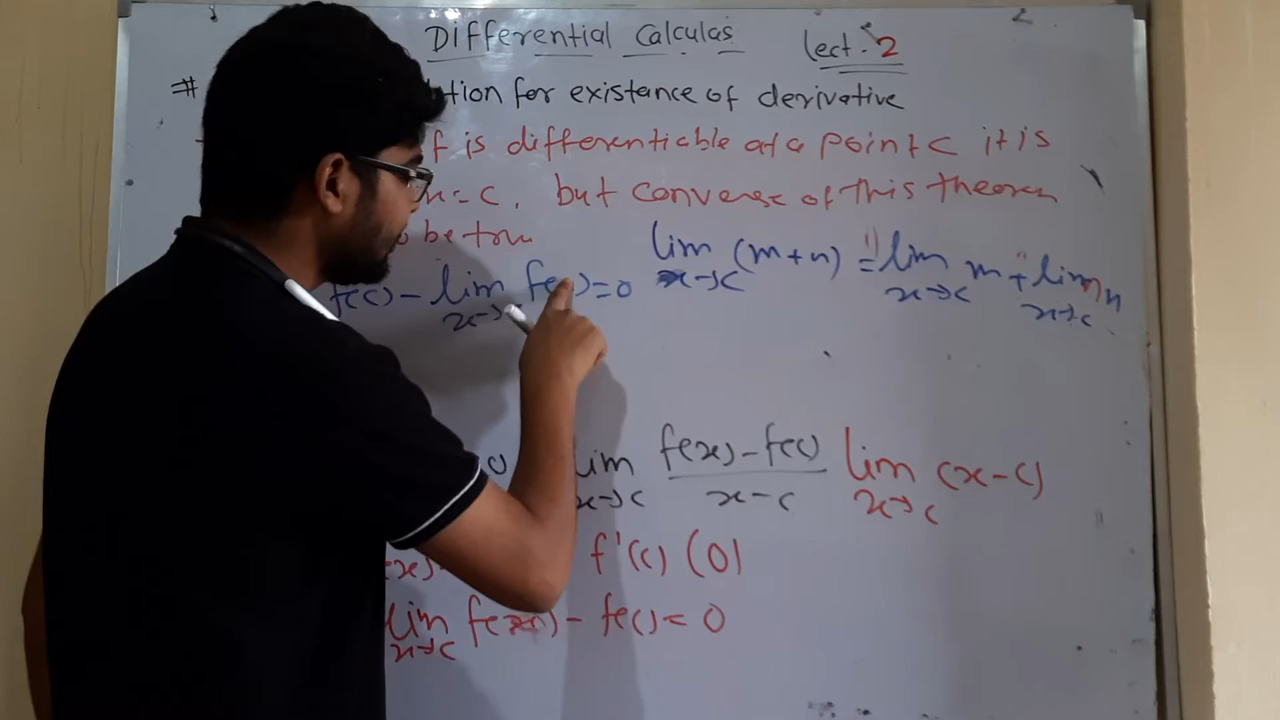 Differential Calculas Lect. 2
# tion for existance of derivative
f is differenticable at a point c it is
x = c, but converse of this theorem
be true
lim x→c (m+n) = lim x→c m + lim x→c n
f(c) - lim x→ f( ) = 0
lim x→c f(x) - f(c) / x - c lim x→c (x-c)
f'(c) (0)
lim x→c f(x) - f(c) = 0